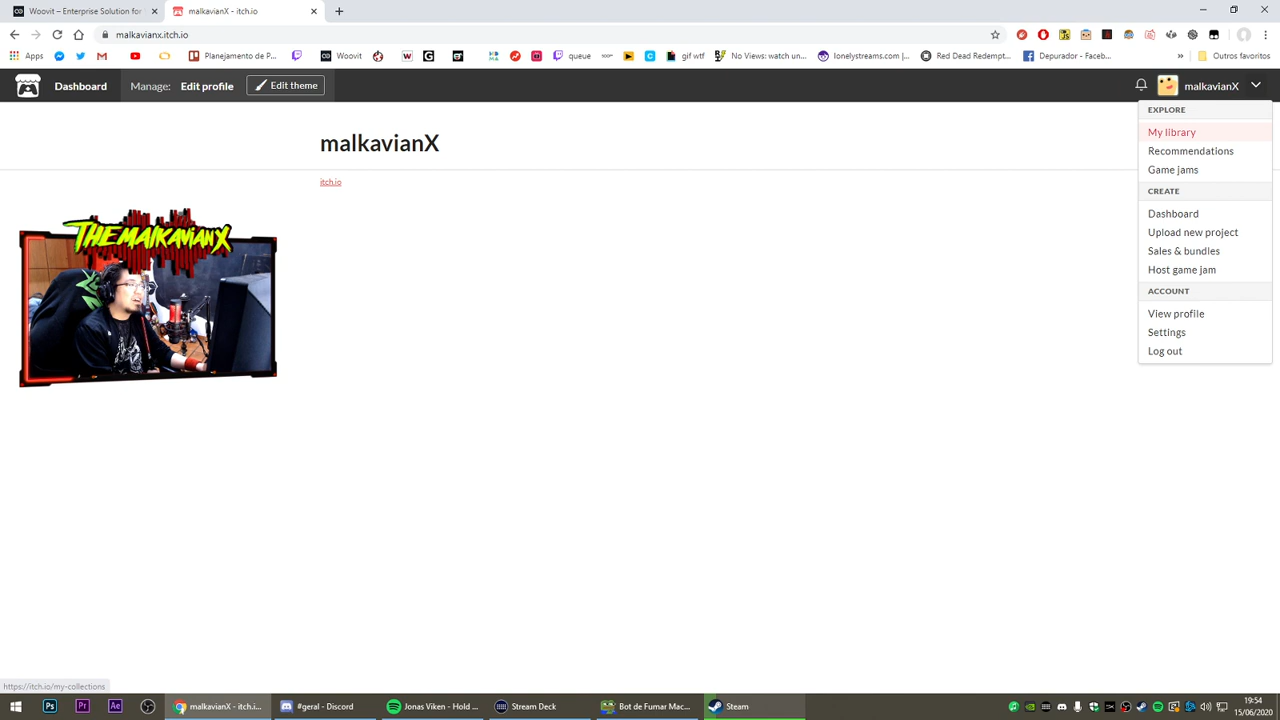 Woovit – Enterprise Solution for
malkavianX - itch.io
malkavianx.itch.io
Apps
Planejamento de P...
Woovit
queue
gif wtf
No Views: watch un...
lonelystreams.com |...
Red Dead Redempt...
Depurador - Faceb...
»
Outros favoritos
Dashboard
Manage:
Edit profile
Edit theme
malkavianX
EXPLORE
My library
Recommendations
Game jams
CREATE
Dashboard
Upload new project
Sales & bundles
Host game jam
ACCOUNT
View profile
Settings
Log out
malkavianX
itch.io
THEMALKAVIANX
https://itch.io/my-collections
Ps
Pr
Ae
malkavianX - itch.i...
#geral - Discord
Jonas Viken - Hold ...
Stream Deck
Bot de Fumar Mac...
Steam
19:54
15/06/2020